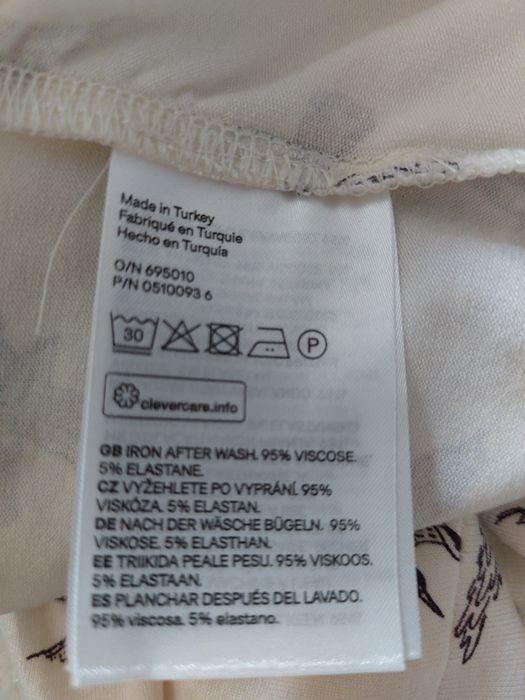 Made in Turkey
Fabriqué en Turquie
Hecho en Turquía
O/N 695010
P/N 0510093 6
30
P
clevercare.info
GB IRON AFTER WASH. 95% VISCOSE.
5% ELASTANE.
CZ VYŽEHLETE PO VYPRÁNÍ. 95%
VISKÓZA. 5% ELASTAN.
DE NACH DER WÄSCHE BÜGELN. 95%
VISKOSE. 5% ELASTHAN.
EE TRIIKIDA PEALE PESU. 95% VISKOOS.
5% ELASTAAN.
ES PLANCHAR DESPUÉS DEL LAVADO.
95% viscosa. 5% elastano.